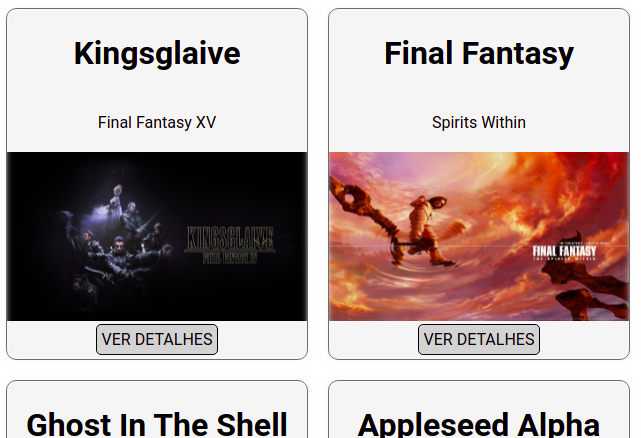 Kingsglaive
Final Fantasy XV
KINGSGLAIVE
FINAL FANTASY XV
VER DETALHES
Final Fantasy
Spirits Within
FINAL FANTASY
THE SPIRITS WITHIN
VER DETALHES
Ghost In The Shell
Appleseed Alpha